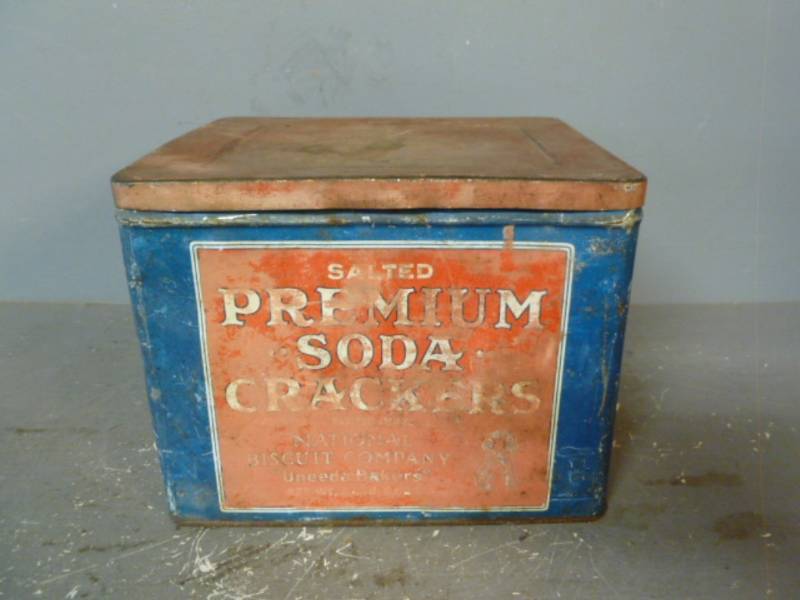 SALTED
PREMIUM
SODA
CRACKERS
NATIONAL
BISCUIT COMPANY
"Uneeda Bakers"